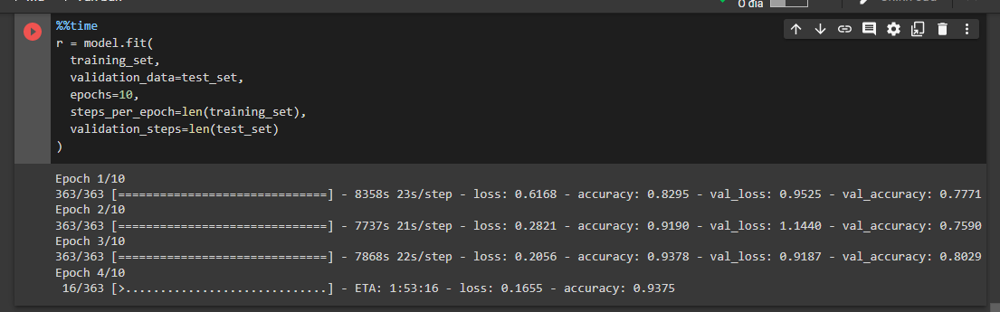 %%time
r = model.fit(
  training_set,
  validation_data=test_set,
  epochs=10,
  steps_per_epoch=len(training_set),
  validation_steps=len(test_set)
)
Epoch 1/10
363/363 [==============================] - 8358s 23s/step - loss: 0.6168 - accuracy: 0.8295 - val_loss: 0.9525 - val_accuracy: 0.7771
Epoch 2/10
363/363 [==============================] - 7737s 21s/step - loss: 0.2821 - accuracy: 0.9190 - val_loss: 1.1440 - val_accuracy: 0.7590
Epoch 3/10
363/363 [==============================] - 7868s 22s/step - loss: 0.2056 - accuracy: 0.9378 - val_loss: 0.9187 - val_accuracy: 0.8029
Epoch 4/10
 16/363 [>.............................] - ETA: 1:53:16 - loss: 0.1655 - accuracy: 0.9375